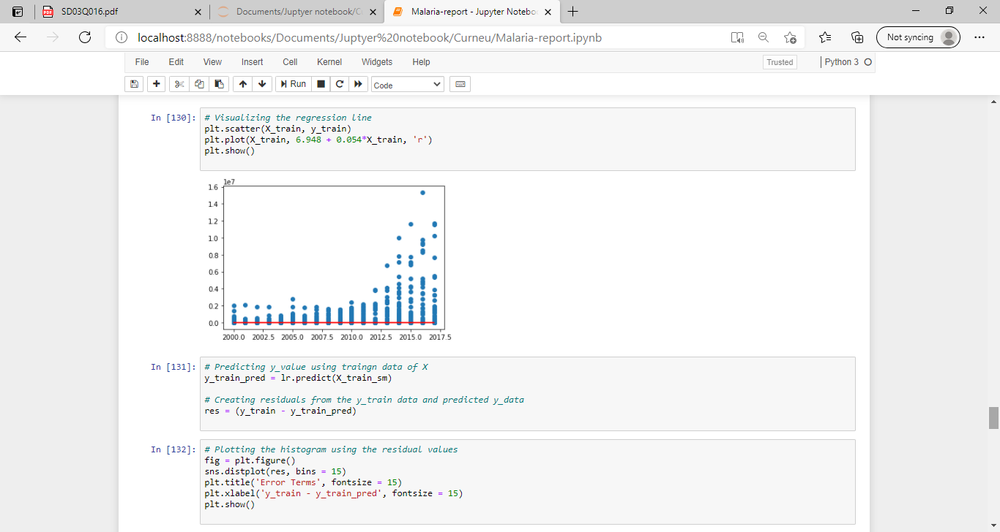 SD03Q016.pdf
Documents/Juptyer notebook/C
Malaria-report - Jupyter Notebo
localhost:8888/notebooks/Documents/Juptyer%20notebook/Curneu/Malaria-report.ipynb
Not syncing
File Edit View Insert Cell Kernel Widgets Help
Trusted
Python 3
Run
Code
In [130]:
# Visualizing the regression line
plt.scatter(X_train, y_train)
plt.plot(X_train, 6.948 + 0.054*X_train, 'r')
plt.show()
1e7
1.6
1.4
1.2
1.0
0.8
0.6
0.4
0.2
0.0
2000.0 2002.5 2005.0 2007.5 2010.0 2012.5 2015.0 2017.5
In [131]:
# Predicting y_value using traingn data of X
y_train_pred = lr.predict(X_train_sm)
# Creating residuals from the y_train data and predicted y_data
res = (y_train - y_train_pred)
In [132]:
# Plotting the histogram using the residual values
fig = plt.figure()
sns.distplot(res, bins = 15)
plt.title('Error Terms', fontsize = 15)
plt.xlabel('y_train - y_train_pred', fontsize = 15)
plt.show()